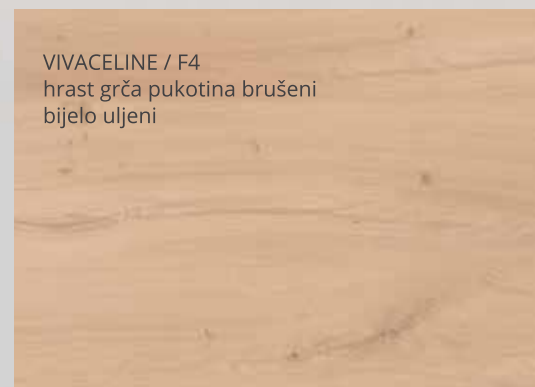 VIVACELINE / F4
hrast grča pukotina brušeni
bijelo uljeni